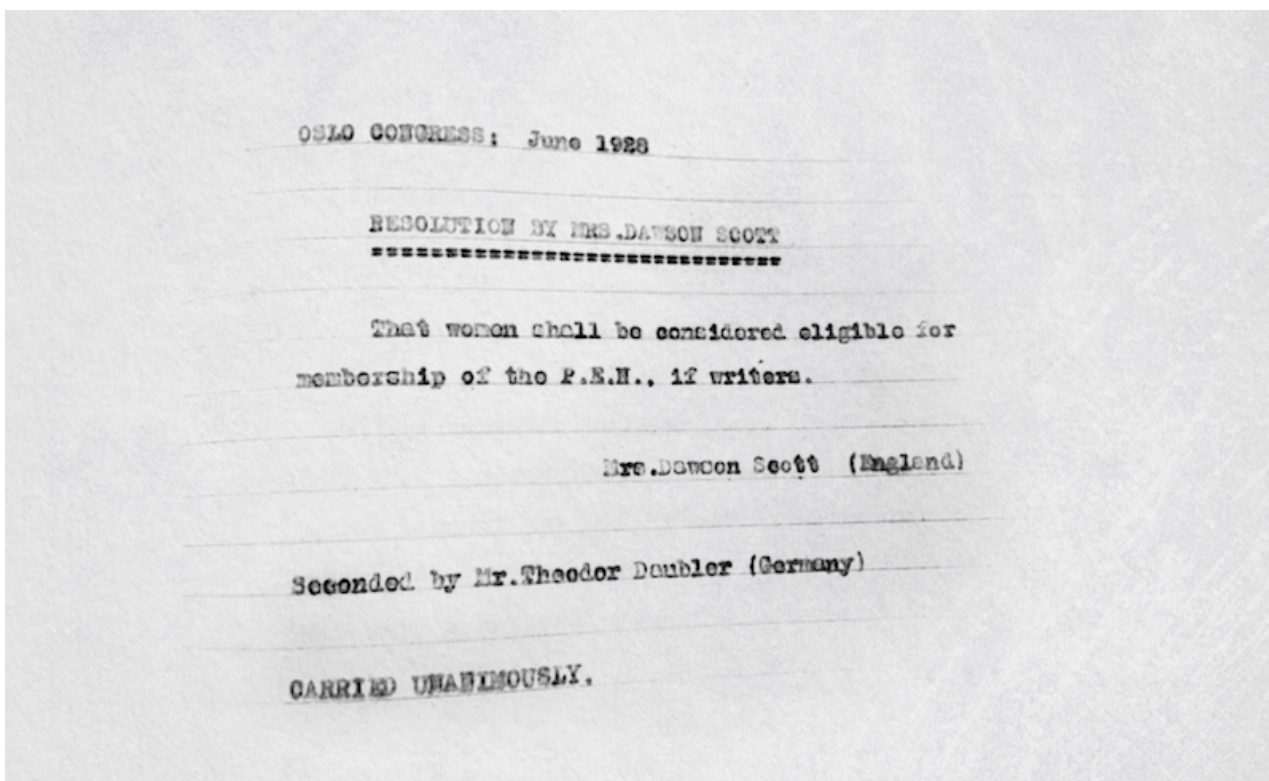 OSLO CONGRESS: June 1928
RESOLUTION BY MRS.DAWSON SCOTT
==============================
That women shall be considered eligible for
membership of the P.E.N., if writers.
Mrs.Dawson Scott (England)
Seconded by Mr.Theodor Daubler (Germany)
CARRIED UNANIMOUSLY.